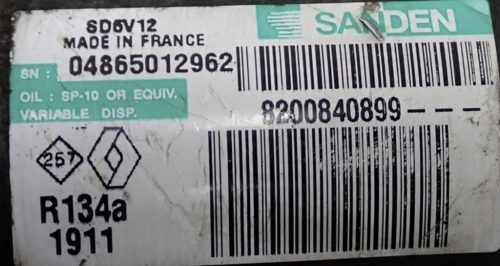 SD6V12
MADE IN FRANCE
SANDEN
SN : 04865012962
OIL : SP-10 OR EQUIV.
VARIABLE DISP.
8200840899---
257
R134a
1911